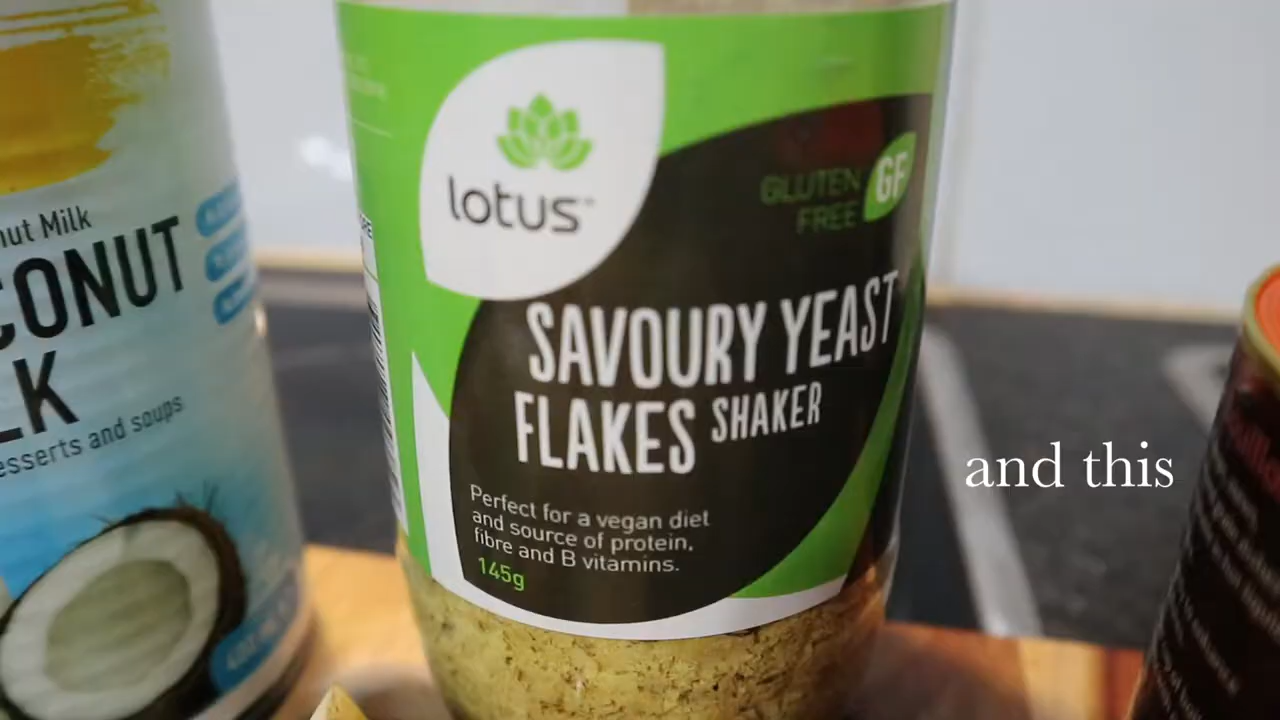 nut Milk
CONUT
LK
esserts and soups
lotus™
GLUTEN
FREE
GF
SAVOURY YEAST
FLAKES SHAKER
Perfect for a vegan diet
and source of protein,
fibre and B vitamins.
145g
and this